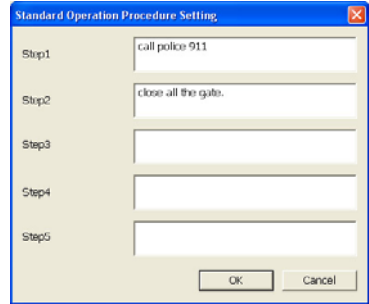 Standard Operation Procedure Setting
Step1
call police 911
Step2
close all the gate.
Step3
Step4
Step5
OK Cancel